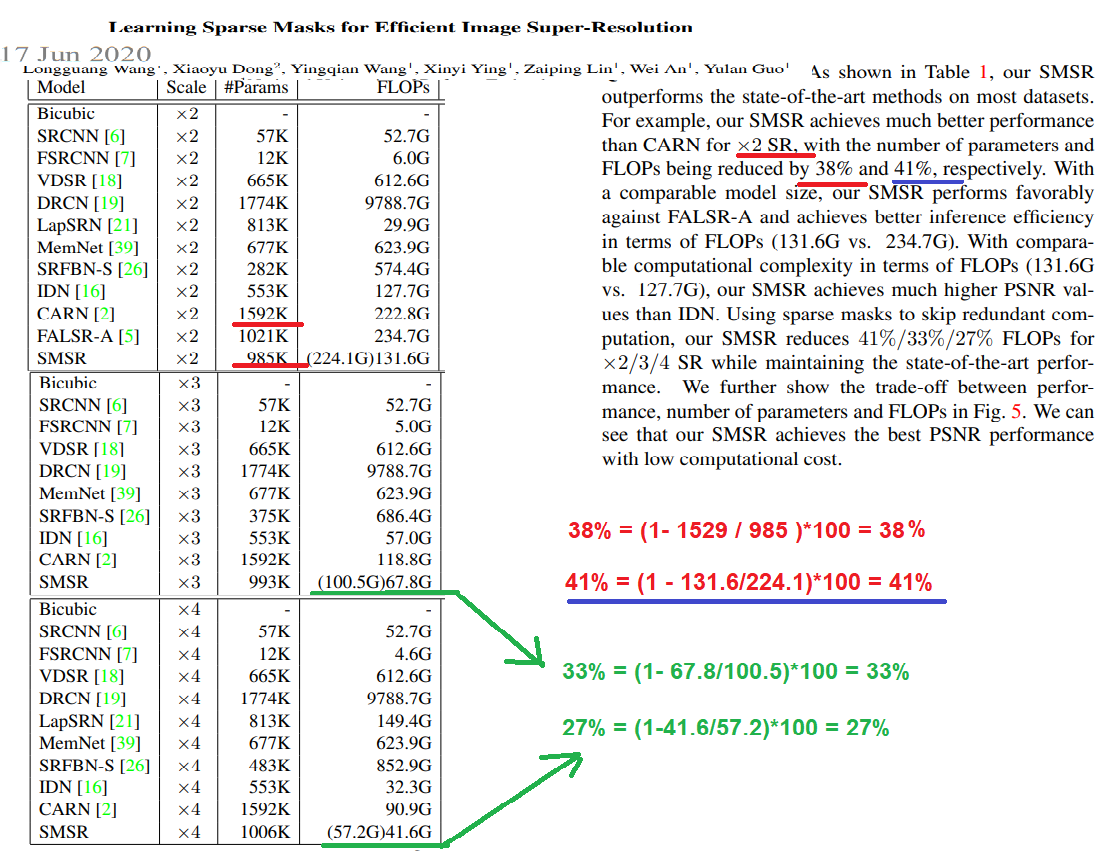 Learning Sparse Masks for Efficient Image Super-Resolution
17 Jun 2020
Longguang Wang¹, Xiaoyu Dong², Yingqian Wang¹, Xinyi Ying¹, Zaiping Lin¹, Wei An¹, Yulan Guo¹
Model Scale #Params FLOPs
Bicubic ×2 - -
SRCNN [6] ×2 57K 52.7G
FSRCNN [7] ×2 12K 6.0G
VDSR [18] ×2 665K 612.6G
DRCN [19] ×2 1774K 9788.7G
LapSRN [21] ×2 813K 29.9G
MemNet [39] ×2 677K 623.9G
SRFBN-S [26] ×2 282K 574.4G
IDN [16] ×2 553K 127.7G
CARN [2] ×2 1592K 222.8G
FALSR-A [5] ×2 1021K 234.7G
SMSR ×2 985K (224.1G)131.6G
Bicubic ×3 - -
SRCNN [6] ×3 57K 52.7G
FSRCNN [7] ×3 12K 5.0G
VDSR [18] ×3 665K 612.6G
DRCN [19] ×3 1774K 9788.7G
MemNet [39] ×3 677K 623.9G
SRFBN-S [26] ×3 375K 686.4G
IDN [16] ×3 553K 57.0G
CARN [2] ×3 1592K 118.8G
SMSR ×3 993K (100.5G)67.8G
Bicubic ×4 - -
SRCNN [6] ×4 57K 52.7G
FSRCNN [7] ×4 12K 4.6G
VDSR [18] ×4 665K 612.6G
DRCN [19] ×4 1774K 9788.7G
LapSRN [21] ×4 813K 149.4G
MemNet [39] ×4 677K 623.9G
SRFBN-S [26] ×4 483K 852.9G
IDN [16] ×4 553K 32.3G
CARN [2] ×4 1592K 90.9G
SMSR ×4 1006K (57.2G)41.6G
As shown in Table 1, our SMSR
outperforms the state-of-the-art methods on most datasets.
For example, our SMSR achieves much better performance
than CARN for ×2 SR, with the number of parameters and
FLOPs being reduced by 38% and 41%, respectively. With
a comparable model size, our SMSR performs favorably
against FALSR-A and achieves better inference efficiency
in terms of FLOPs (131.6G vs. 234.7G). With compara-
ble computational complexity in terms of FLOPs (131.6G
vs. 127.7G), our SMSR achieves much higher PSNR val-
ues than IDN. Using sparse masks to skip redundant com-
putation, our SMSR reduces 41%/33%/27% FLOPs for
×2/3/4 SR while maintaining the state-of-the-art perfor-
mance. We further show the trade-off between perfor-
mance, number of parameters and FLOPs in Fig. 5. We can
see that our SMSR achieves the best PSNR performance
with low computational cost.
38% = (1- 1529 / 985 )*100 = 38%
41% = (1 - 131.6/224.1)*100 = 41%
33% = (1- 67.8/100.5)*100 = 33%
27% = (1-41.6/57.2)*100 = 27%